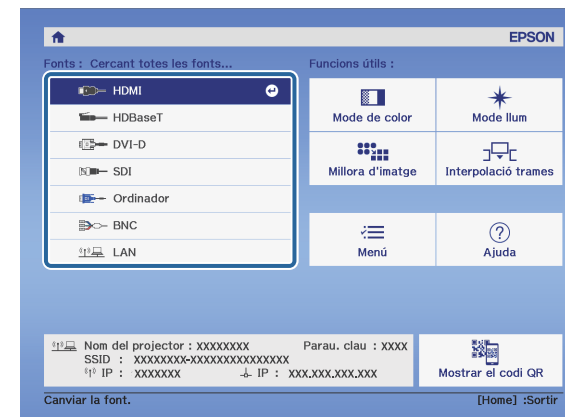 EPSON
Fonts : Cercant totes les fonts...
Funcions útils :
HDMI
HDBaseT
DVI-D
SDI
Ordinador
BNC
LAN
Mode de color
Mode llum
Millora d'imatge
Interpolació trames
Menú
Ajuda
Nom del projector : XXXXXXXX Parau. clau : XXXX
SSID : XXXXXXXX-XXXXXXXXXXXXXXX
IP : XXXXXXX IP : XXX.XXX.XXX.XXX
Mostrar el codi QR
Canviar la font.
[Home] :Sortir